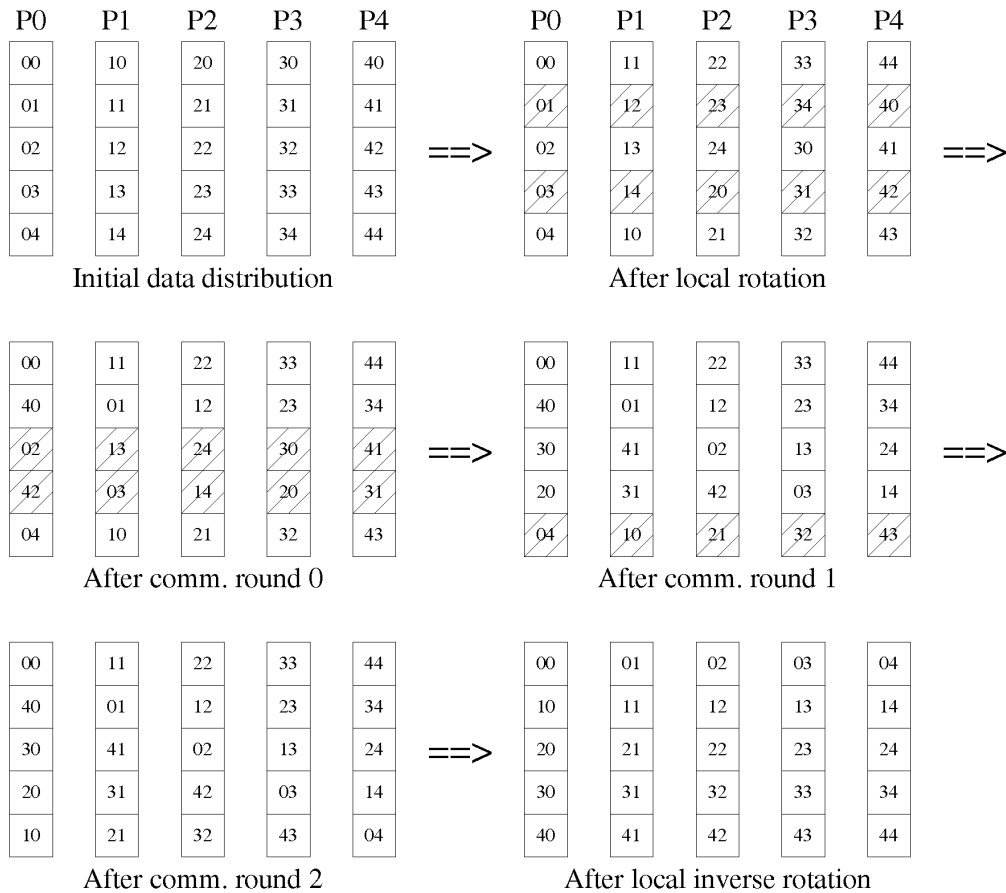 P0 P1 P2 P3 P4 P0 P1 P2 P3 P4
00 10 20 30 40 00 11 22 33 44
01 11 21 31 41 01 12 23 34 40
02 12 22 32 42 ==> 02 13 24 30 41 ==>
03 13 23 33 43 03 14 20 31 42
04 14 24 34 44 04 10 21 32 43
Initial data distribution After local rotation
00 11 22 33 44 00 11 22 33 44
40 01 12 23 34 40 01 12 23 34
02 13 24 30 41 ==> 30 41 02 13 24 ==>
42 03 14 20 31 20 31 42 03 14
04 10 21 32 43 04 10 21 32 43
After comm. round 0 After comm. round 1
00 11 22 33 44 00 01 02 03 04
40 01 12 23 34 10 11 12 13 14
30 41 02 13 24 ==> 20 21 22 23 24
20 31 42 03 14 30 31 32 33 34
10 21 32 43 04 40 41 42 43 44
After comm. round 2 After local inverse rotation